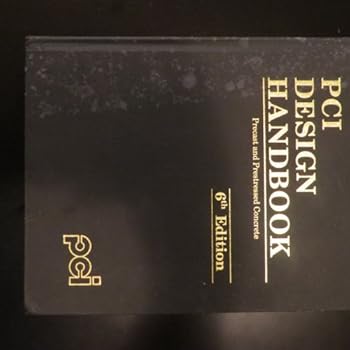 PCI
DESIGN
HANDBOOK
Precast and Prestressed Concrete
6th Edition
pci